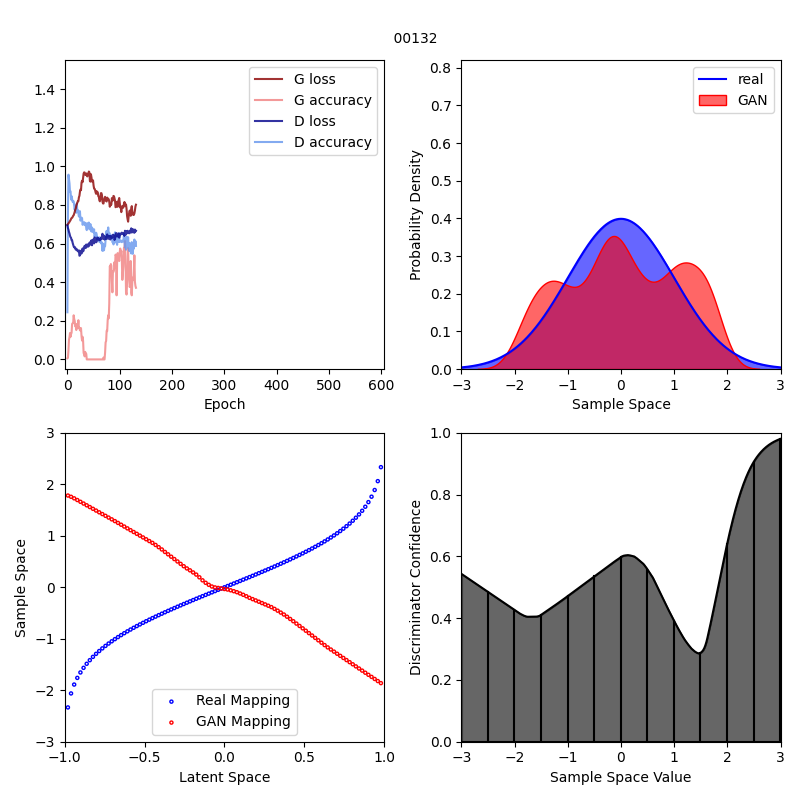 00132
G loss
G accuracy
D loss
D accuracy
1.4
1.2
1.0
0.8
0.6
0.4
0.2
0.0
0 100 200 300 400 500 600
Epoch
real
GAN
Probability Density
0.8
0.7
0.6
0.5
0.4
0.3
0.2
0.1
0.0
−3 −2 −1 0 1 2 3
Sample Space
Sample Space
3
2
1
0
−1
−2
−3
Real Mapping
GAN Mapping
−1.0 −0.5 0.0 0.5 1.0
Latent Space
Discriminator Confidence
1.0
0.8
0.6
0.4
0.2
0.0
−3 −2 −1 0 1 2 3
Sample Space Value